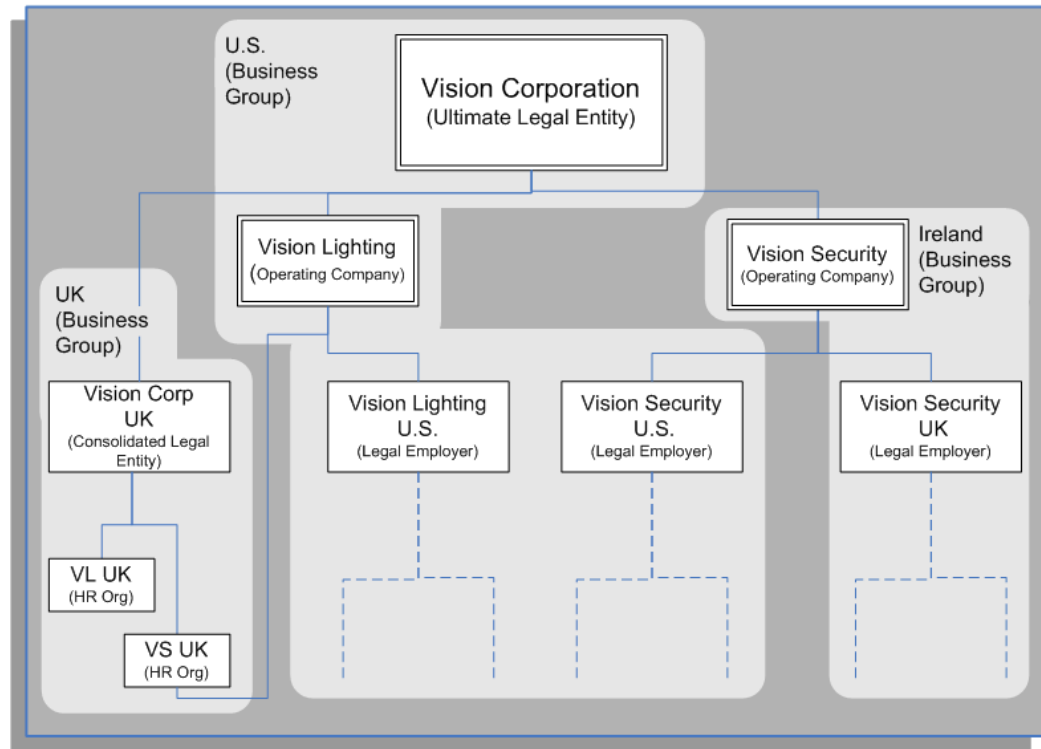 U.S.
(Business
Group)
Vision Corporation
(Ultimate Legal Entity)
Vision Lighting
(Operating Company)
Vision Security
(Operating Company)
Ireland
(Business
Group)
UK
(Business
Group)
Vision Corp
UK
(Consolidated Legal
Entity)
Vision Lighting
U.S.
(Legal Employer)
Vision Security
U.S.
(Legal Employer)
Vision Security
UK
(Legal Employer)
VL UK
(HR Org)
VS UK
(HR Org)